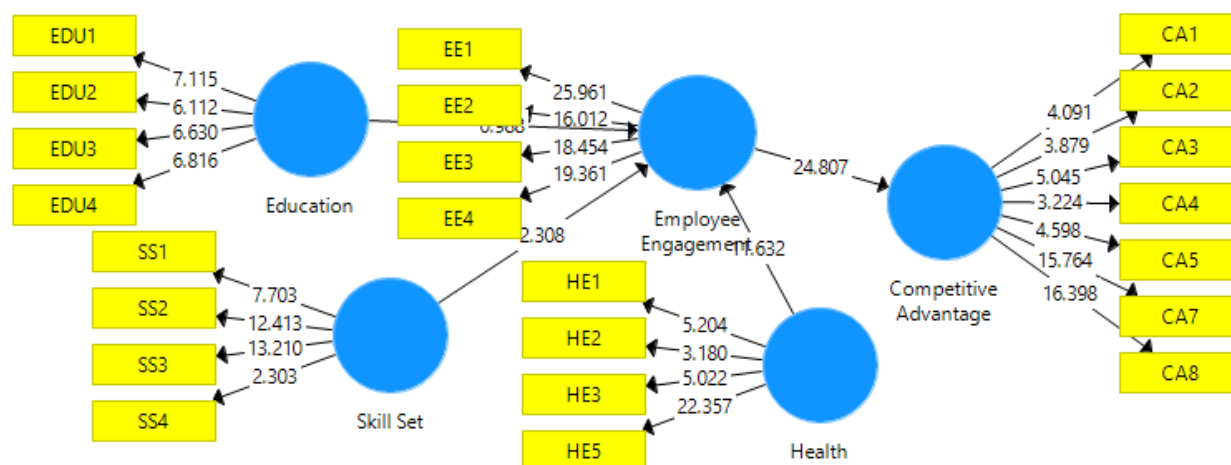 EDU1
EDU2
EDU3
EDU4
7.115
6.112
6.630
6.816
Education
EE1
EE2
EE3
EE4
25.961
16.012
0.968
18.454
19.361
Employee
Engagement
24.807
CA1
CA2
CA3
CA4
CA5
CA7
CA8
4.091
3.879
5.045
3.224
4.598
15.764
16.398
Competitive
Advantage
SS1
SS2
SS3
SS4
7.703
12.413
13.210
2.303
Skill Set
2.308
HE1
HE2
HE3
HE5
5.204
3.180
5.022
22.357
Health
11.632